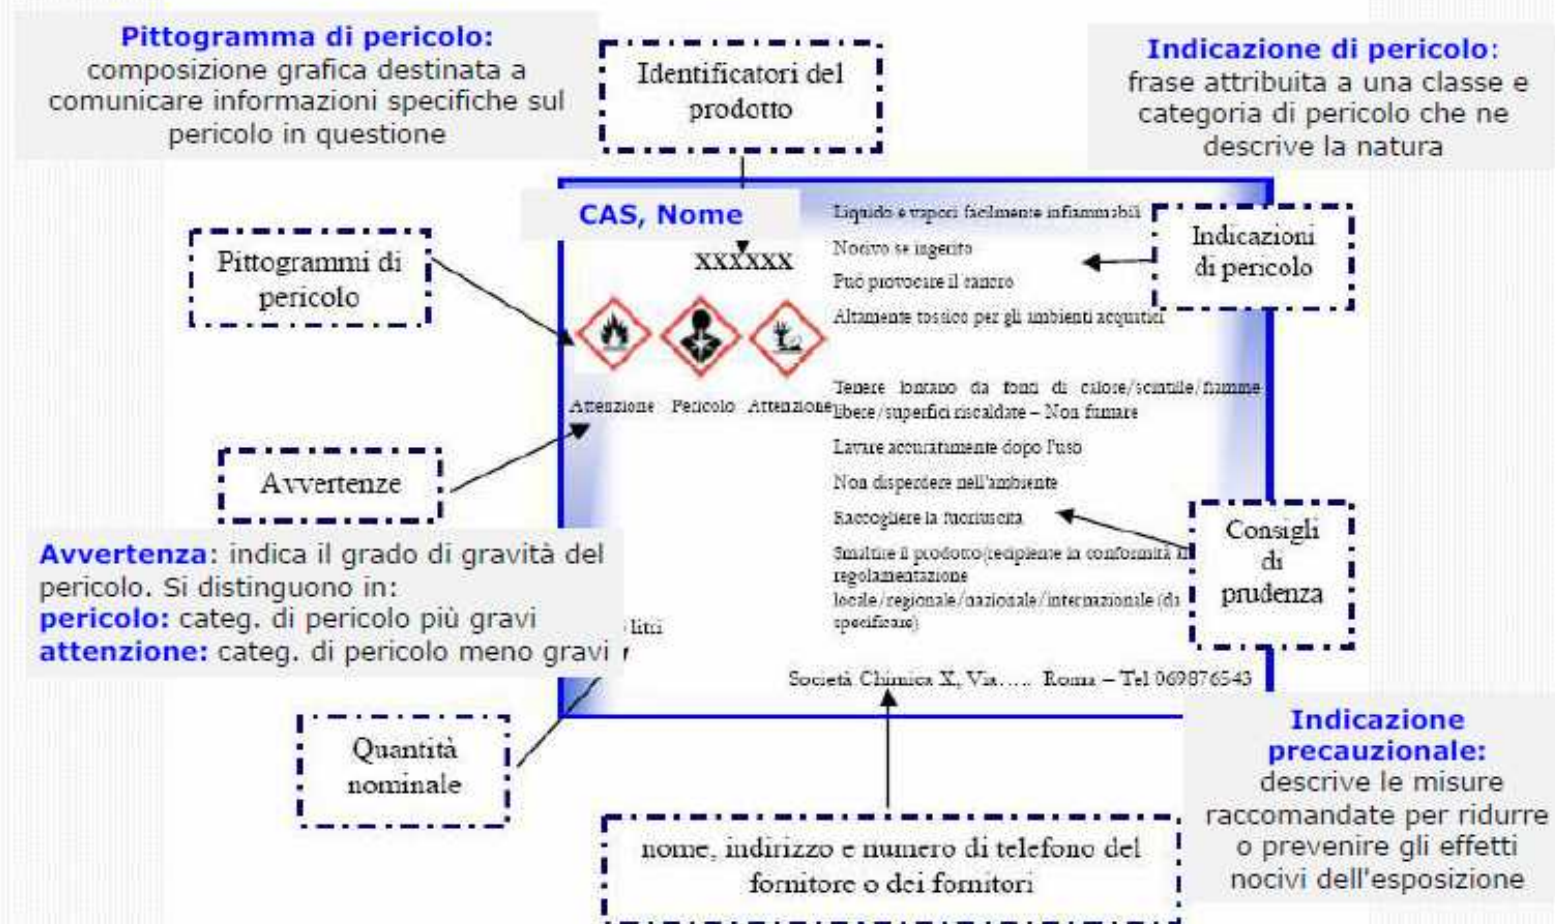 Pittogramma di pericolo:
composizione grafica destinata a
comunicare informazioni specifiche sul
pericolo in questione
Identificatori del
prodotto
Indicazione di pericolo:
frase attribuita a una classe e
categoria di pericolo che ne
descrive la natura
CAS, Nome
XXXXXX
Pittogrammi di
pericolo
Attenzione Pericolo Attenzione
Avvertenze
Liquido e vapori facilmente infiammabili
Nocivo se ingerito
Può provocare il cancro
Altamente tossico per gli ambienti acquatici
Indicazioni
di pericolo
Tenere lontano da fonti di calore/scintille/fiamme
libere/superfici riscaldate – Non fumare
Lavare accuratamente dopo l'uso
Non disperdere nell'ambiente
Raccogliere la fuoriuscita
Smaltire il prodotto/recipiente in conformità
regolamentazione
locale/regionale/nazionale/internazionale (da
specificare)
Consigli
di
prudenza
Avvertenza: indica il grado di gravità del
pericolo. Si distinguono in:
pericolo: categ. di pericolo più gravi
attenzione: categ. di pericolo meno gravi
litri
Società Chimica X, Via..... Roma – Tel 069876543
Quantità
nominale
nome, indirizzo e numero di telefono del
fornitore o dei fornitori
Indicazione
precauzionale:
descrive le misure
raccomandate per ridurre
o prevenire gli effetti
nocivi dell'esposizione